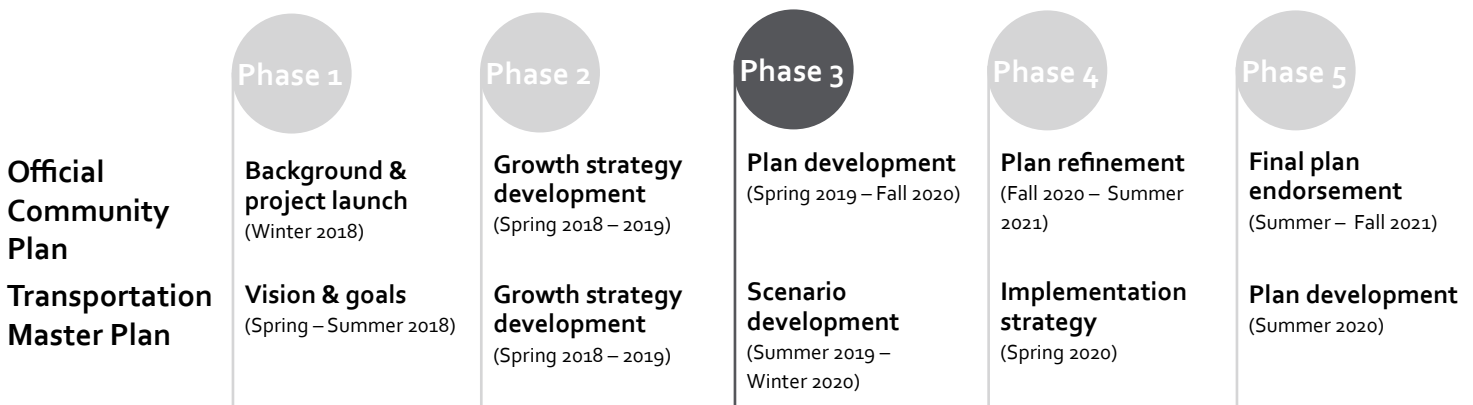 Phase 1
Phase 2
Phase 3
Phase 4
Phase 5
Official
Community
Plan
Background &
project launch
(Winter 2018)
Growth strategy
development
(Spring 2018 – 2019)
Plan development
(Spring 2019 – Fall 2020)
Plan refinement
(Fall 2020 – Summer
2021)
Final plan
endorsement
(Summer – Fall 2021)
Transportation
Master Plan
Vision & goals
(Spring – Summer 2018)
Growth strategy
development
(Spring 2018 – 2019)
Scenario
development
(Summer 2019 –
Winter 2020)
Implementation
strategy
(Spring 2020)
Plan development
(Summer 2020)